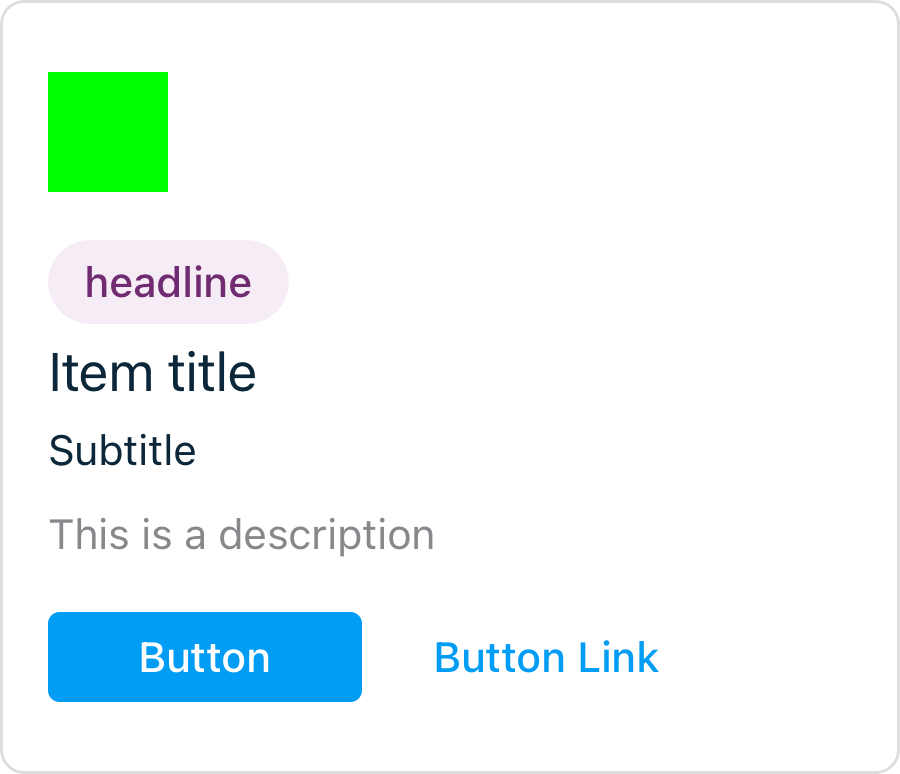 headline
Item title
Subtitle
This is a description
Button Button Link